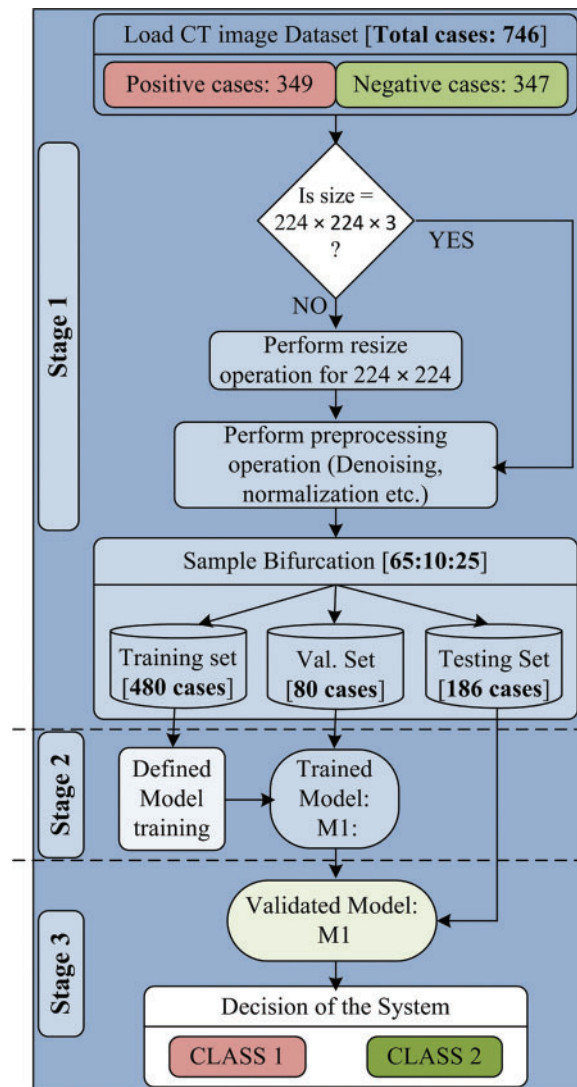 Load CT image Dataset [Total cases: 746]
Positive cases: 349
Negative cases: 347
Stage 1
Is size =
224 × 224 × 3
?
YES
NO
Perform resize
operation for 224 × 224
Perform preprocessing
operation (Denoising,
normalization etc.)
Sample Bifurcation [65:10:25]
Training set
[480 cases]
Val. Set
[80 cases]
Testing Set
[186 cases]
Stage 2
Defined
Model
training
Trained
Model:
M1:
Stage 3
Validated Model:
M1
Decision of the System
CLASS 1
CLASS 2